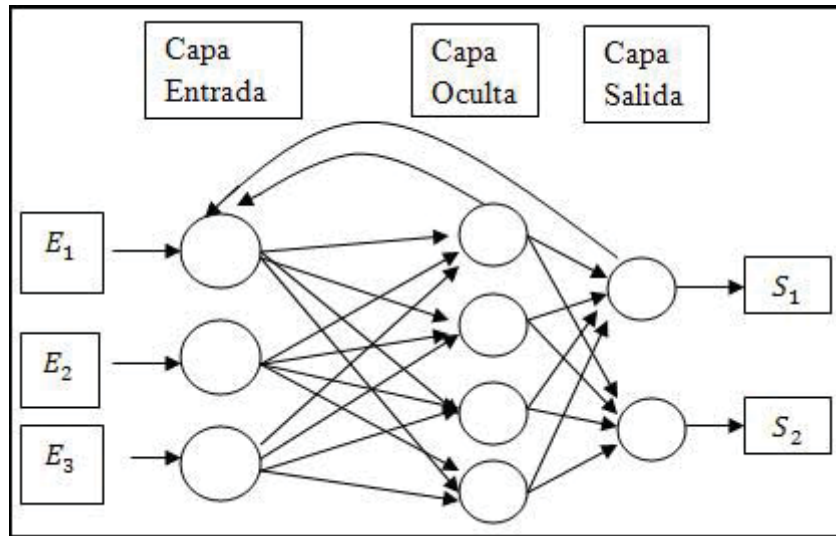 Capa
Entrada
Capa
Oculta
Capa
Salida
E₁
E₂
E₃
S₁
S₂